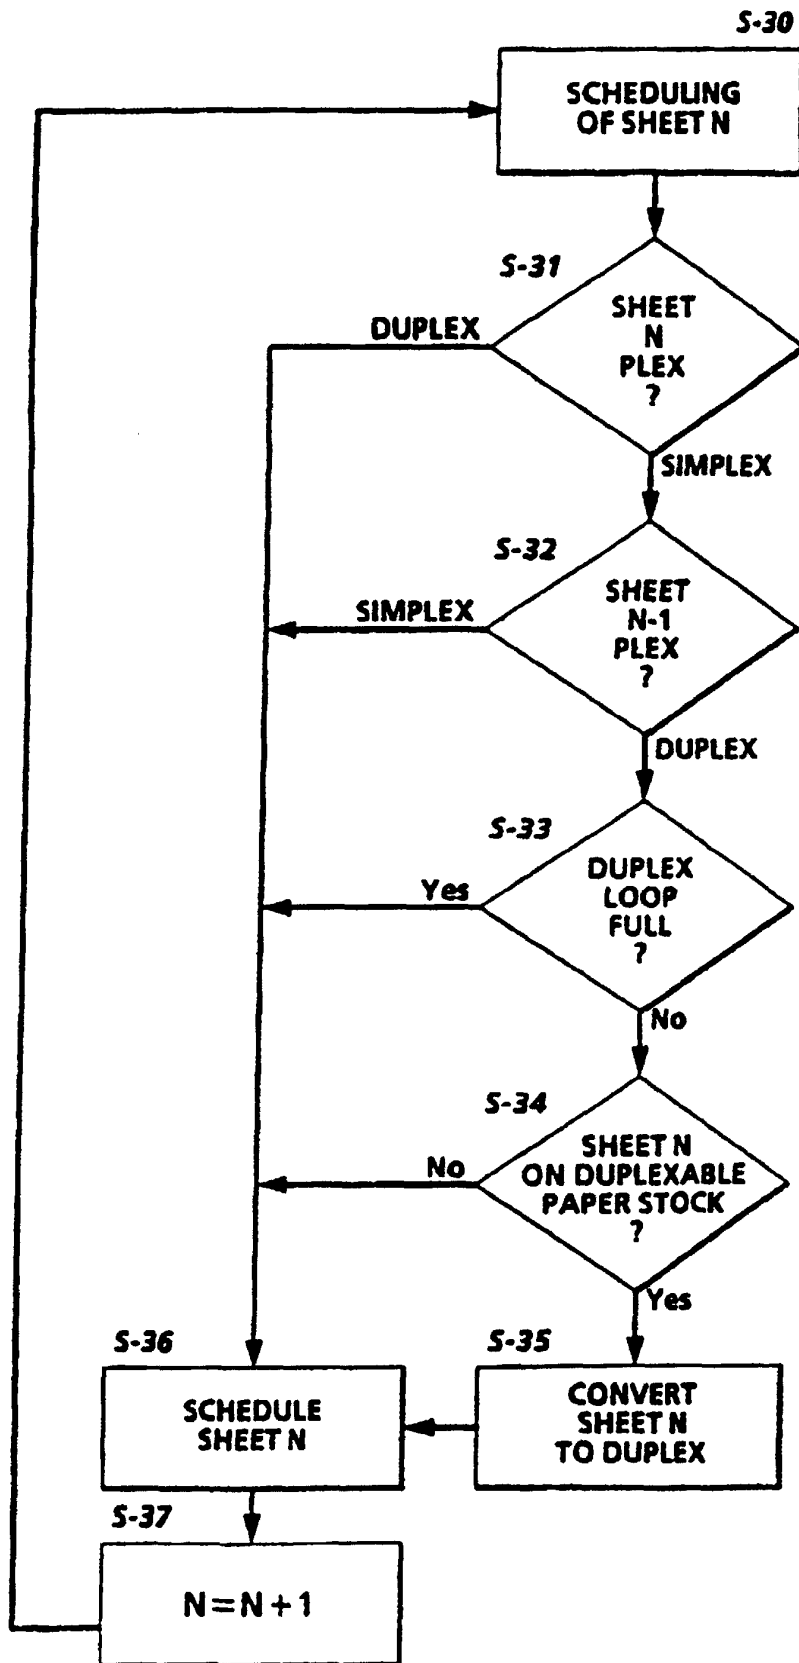 S-30
SCHEDULING
OF SHEET N
S-31
SHEET
N
PLEX
?
DUPLEX
SIMPLEX
S-32
SHEET
N-1
PLEX
?
SIMPLEX
DUPLEX
S-33
DUPLEX
LOOP
FULL
?
Yes
No
S-34
SHEET N
ON DUPLEXABLE
PAPER STOCK
?
No
Yes
S-36
SCHEDULE
SHEET N
S-35
CONVERT
SHEET N
TO DUPLEX
S-37
N=N+1